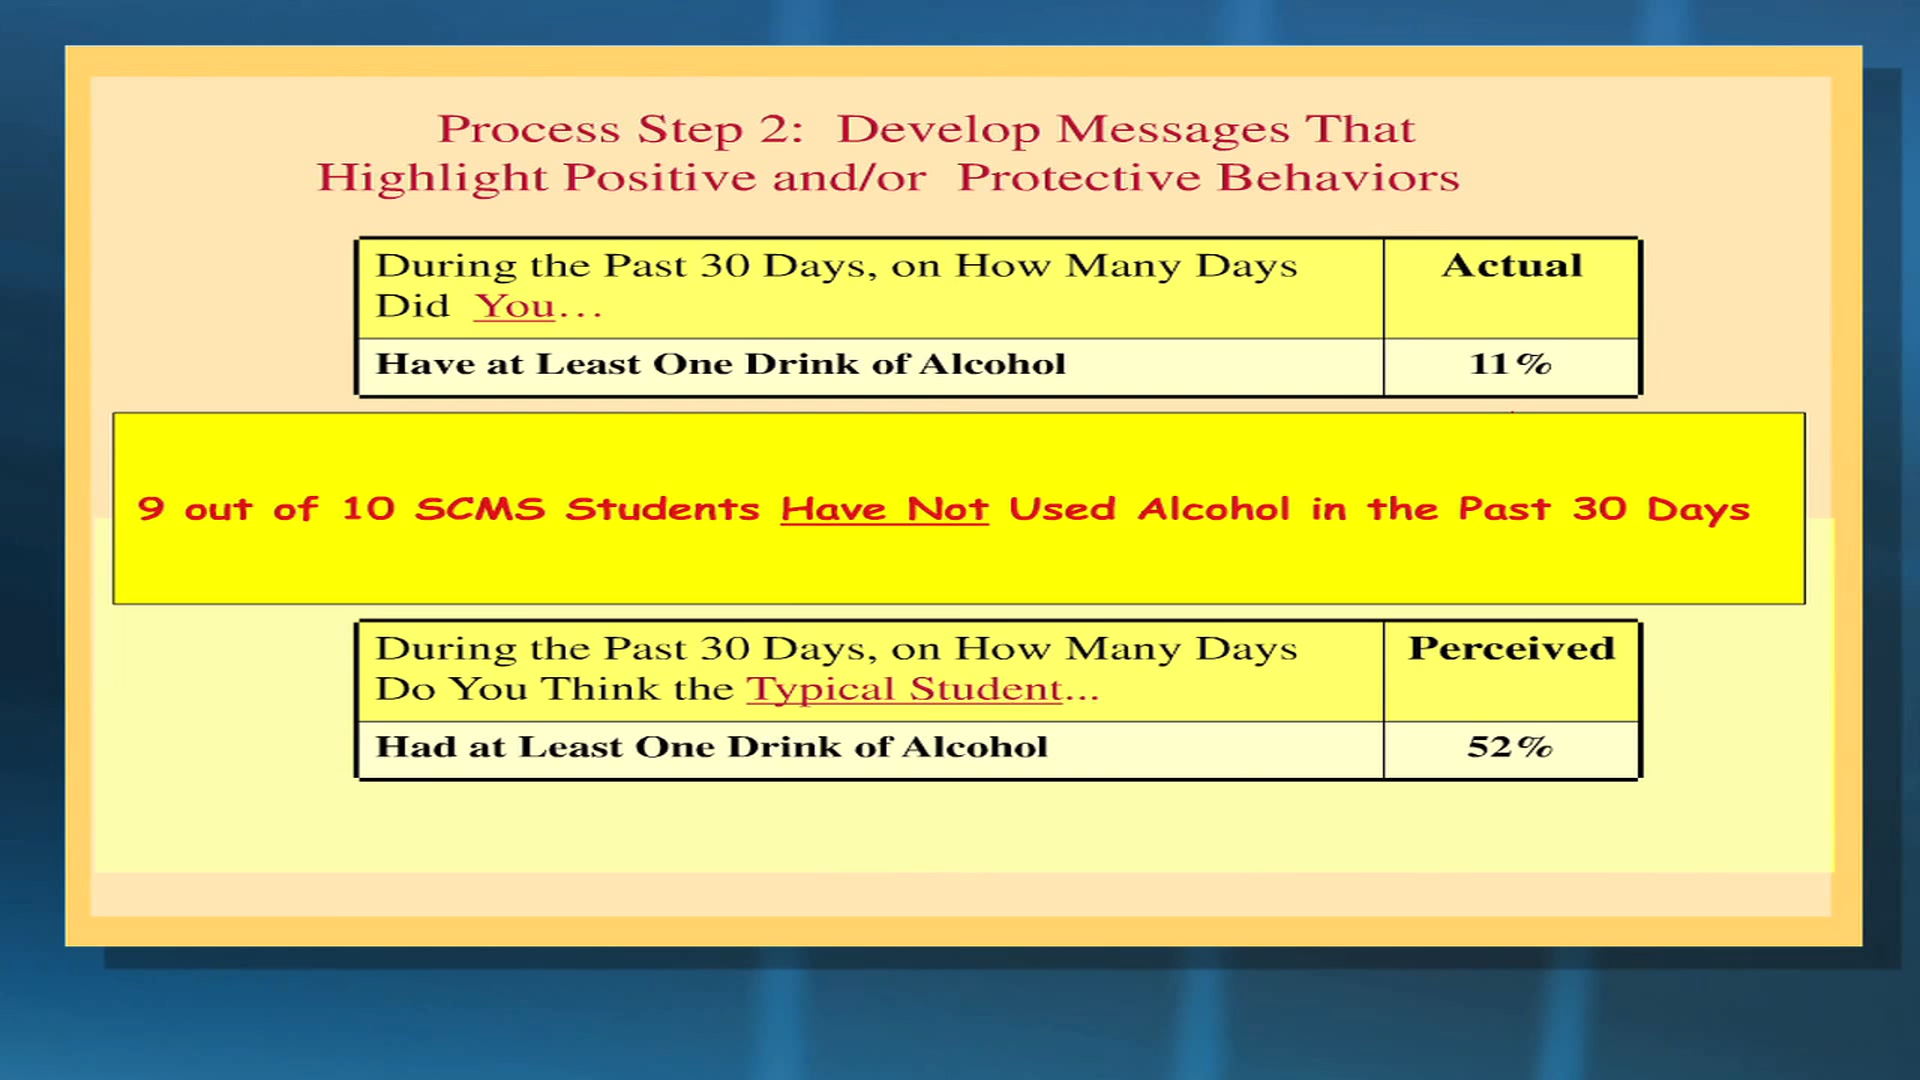 Process Step 2: Develop Messages That
Highlight Positive and/or Protective Behaviors
During the Past 30 Days, on How Many Days
Did You...
Actual
Have at Least One Drink of Alcohol
11%
9 out of 10 SCMS Students Have Not Used Alcohol in the Past 30 Days
During the Past 30 Days, on How Many Days
Do You Think the Typical Student...
Perceived
Had at Least One Drink of Alcohol
52%